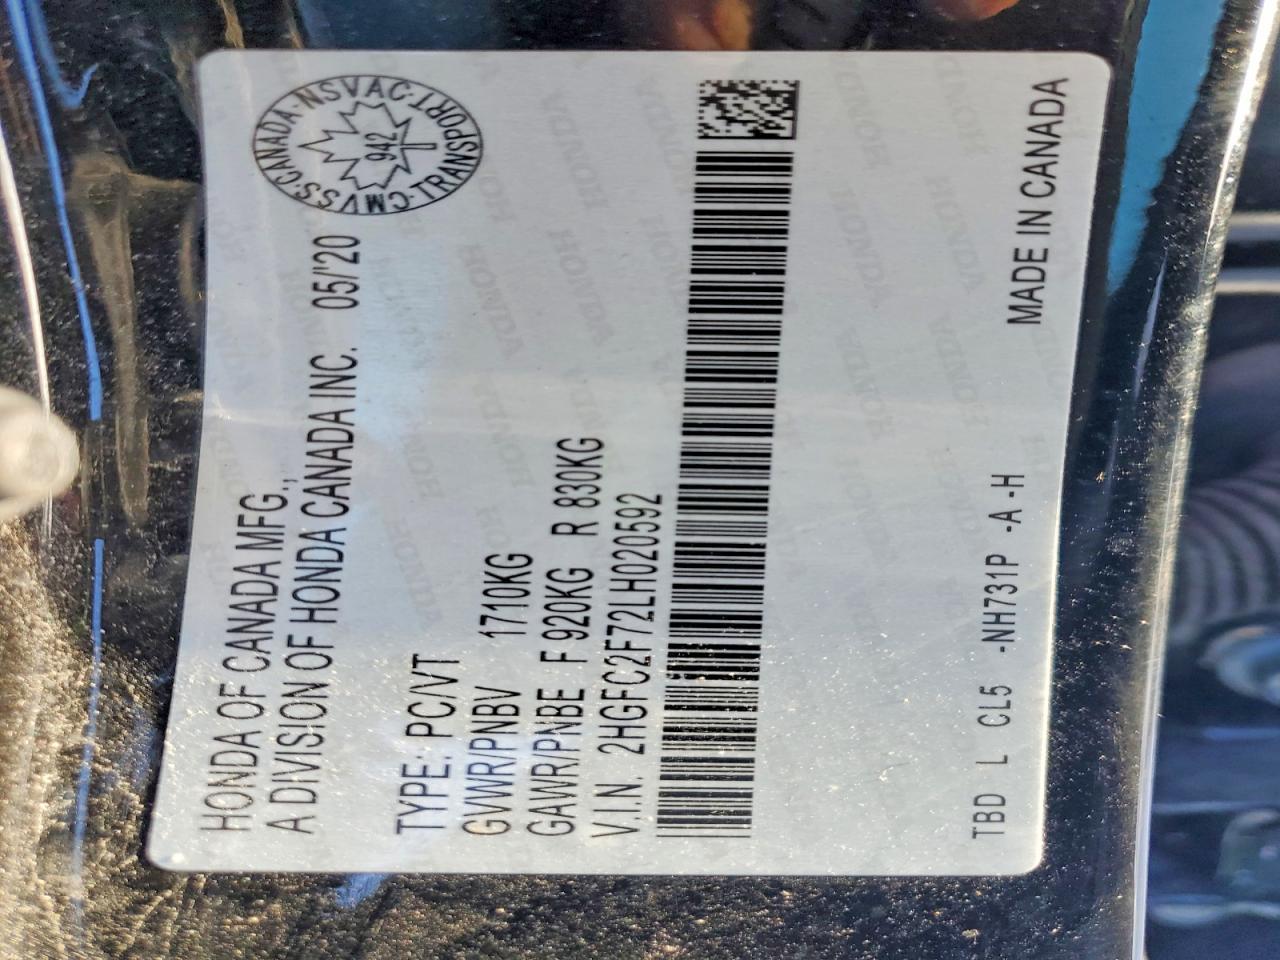 HONDA OF CANADA MFG.,
A DIVISION OF HONDA CANADA INC. 05/'20
CANADA·NSVAC·TRANSPORT·CMVSS·
942
TYPE: PC/VT
GVWR/PNBV 1710KG
GAWR/PNBE F 920KG R 830KG
V.I.N. 2HGFC2F72LH020592
TBD L CL5 -NH731P -A -H
MADE IN CANADA